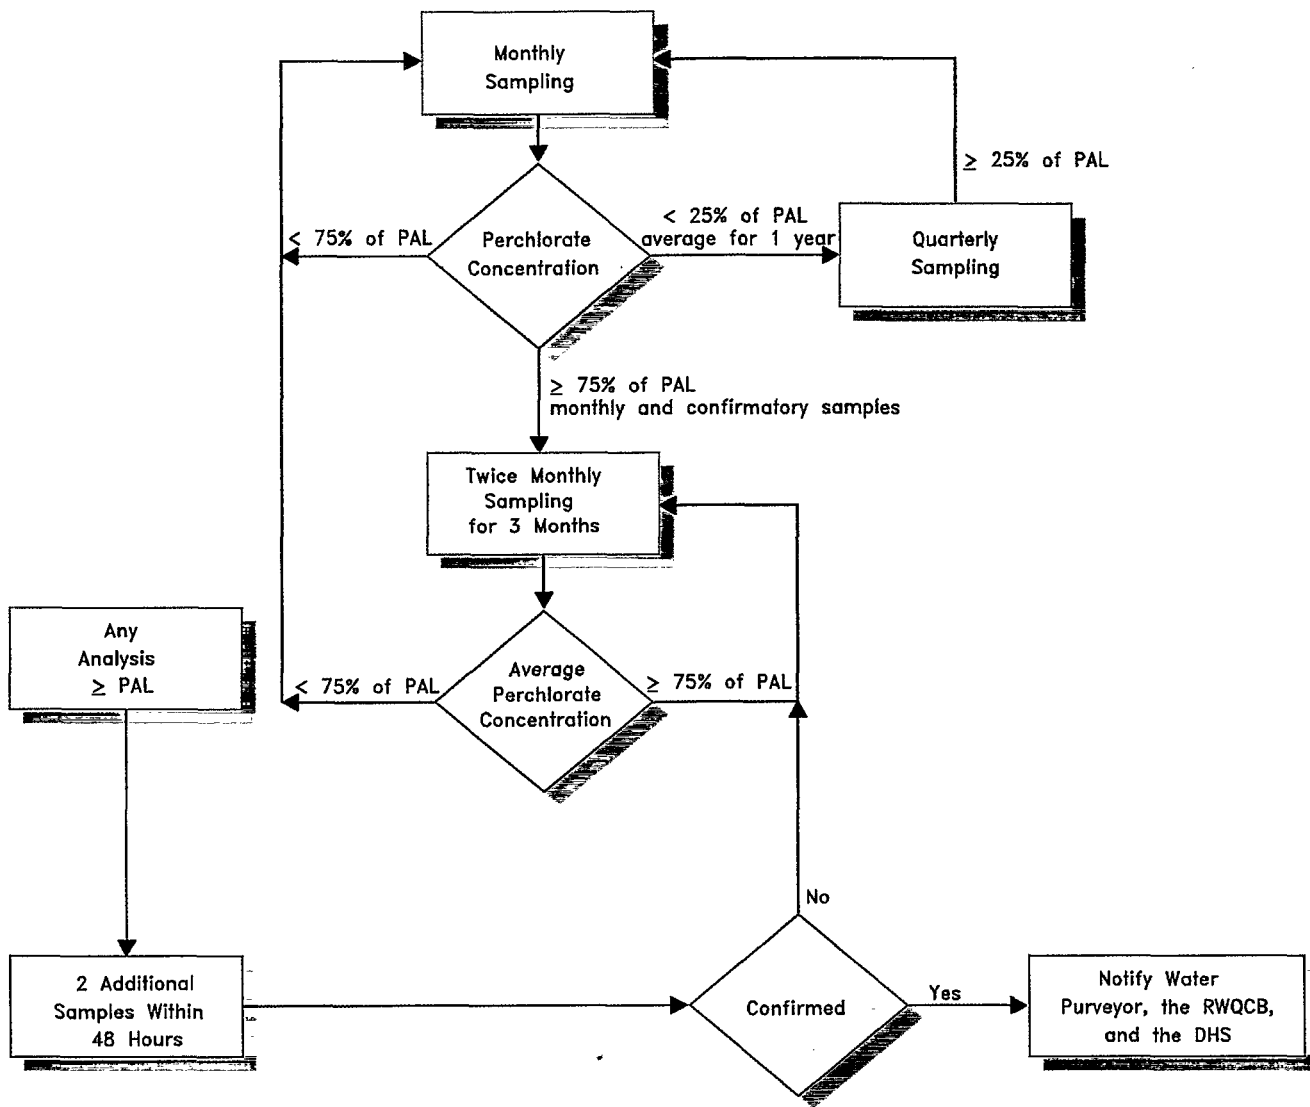 Monthly
Sampling
≥ 25% of PAL
< 75% of PAL
Perchlorate
Concentration
< 25% of PAL
average for 1 year
Quarterly
Sampling
≥ 75% of PAL
monthly and confirmatory samples
Twice Monthly
Sampling
for 3 Months
Any
Analysis
≥ PAL
< 75% of PAL
Average
Perchlorate
Concentration
≥ 75% of PAL
No
2 Additional
Samples Within
48 Hours
Confirmed
Yes
Notify Water
Purveyor, the RWQCB,
and the DHS